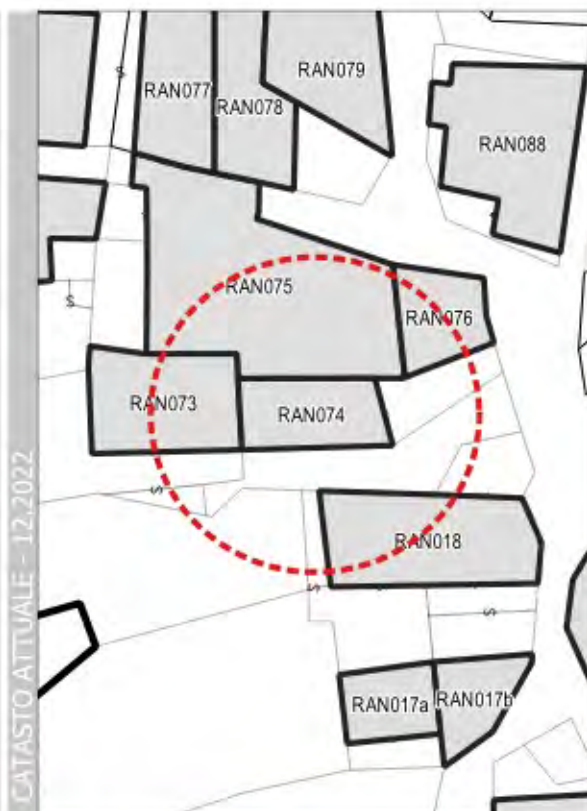 CATASTO ATTUALE - 12.2022
RAN077
RAN078
RAN079
RAN088
RAN075
RAN076
RAN073
RAN074
RAN018
RAN017a
RAN017b
s
s
s
s
s